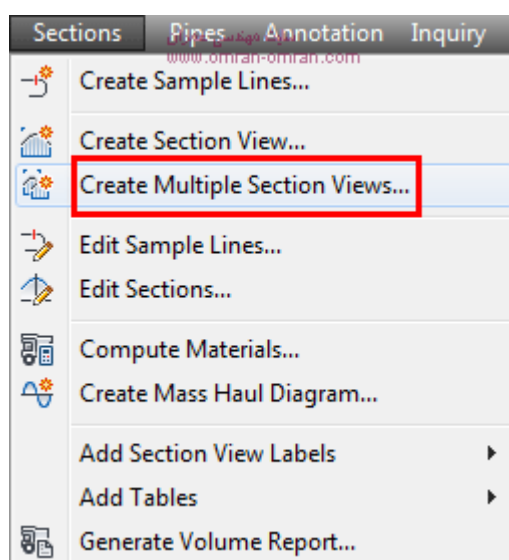 Sections Pipes Annotation Inquiry
www.omran-omran.com
Create Sample Lines...
Create Section View...
Create Multiple Section Views...
Edit Sample Lines...
Edit Sections...
Compute Materials...
Create Mass Haul Diagram...
Add Section View Labels
Add Tables
Generate Volume Report...